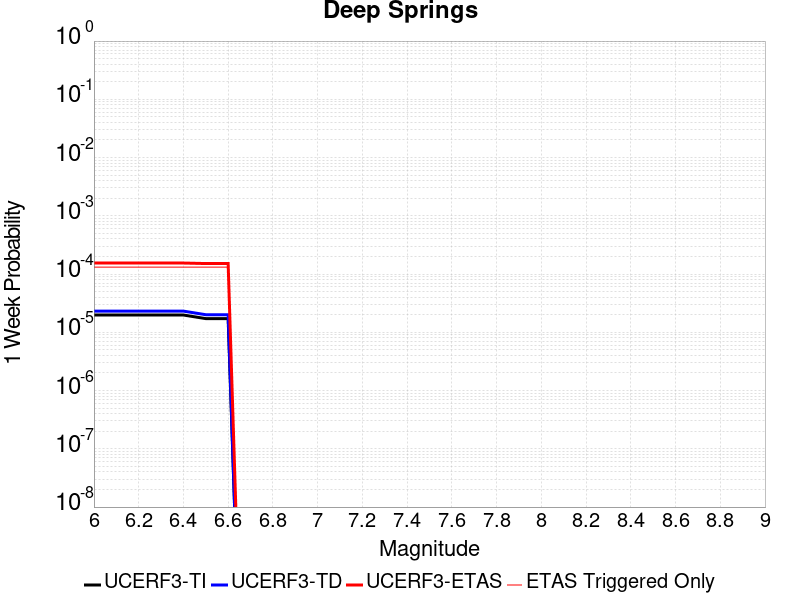 Deep Springs
10^0
10^-1
10^-2
10^-3
10^-4
10^-5
10^-6
10^-7
10^-8
1 Week Probability
6 6.2 6.4 6.6 6.8 7 7.2 7.4 7.6 7.8 8 8.2 8.4 8.6 8.8 9
Magnitude
UCERF3-TI UCERF3-TD UCERF3-ETAS ETAS Triggered Only